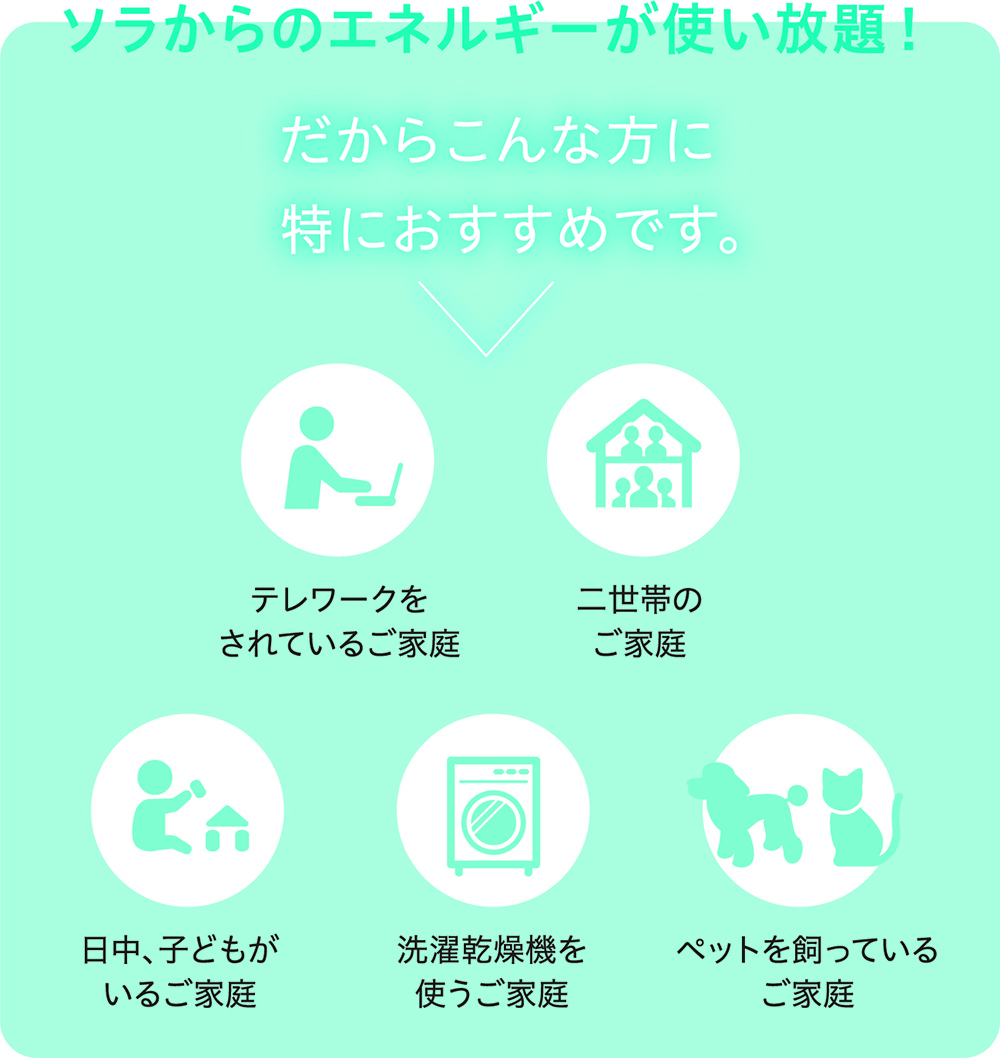 ソラからのエネルギーが使い放題！
だからこんな方に
特におすすめです。
テレワークを
されているご家庭
二世帯の
ご家庭
日中、子どもが
いるご家庭
洗濯乾燥機を
使うご家庭
ペットを飼っている
ご家庭